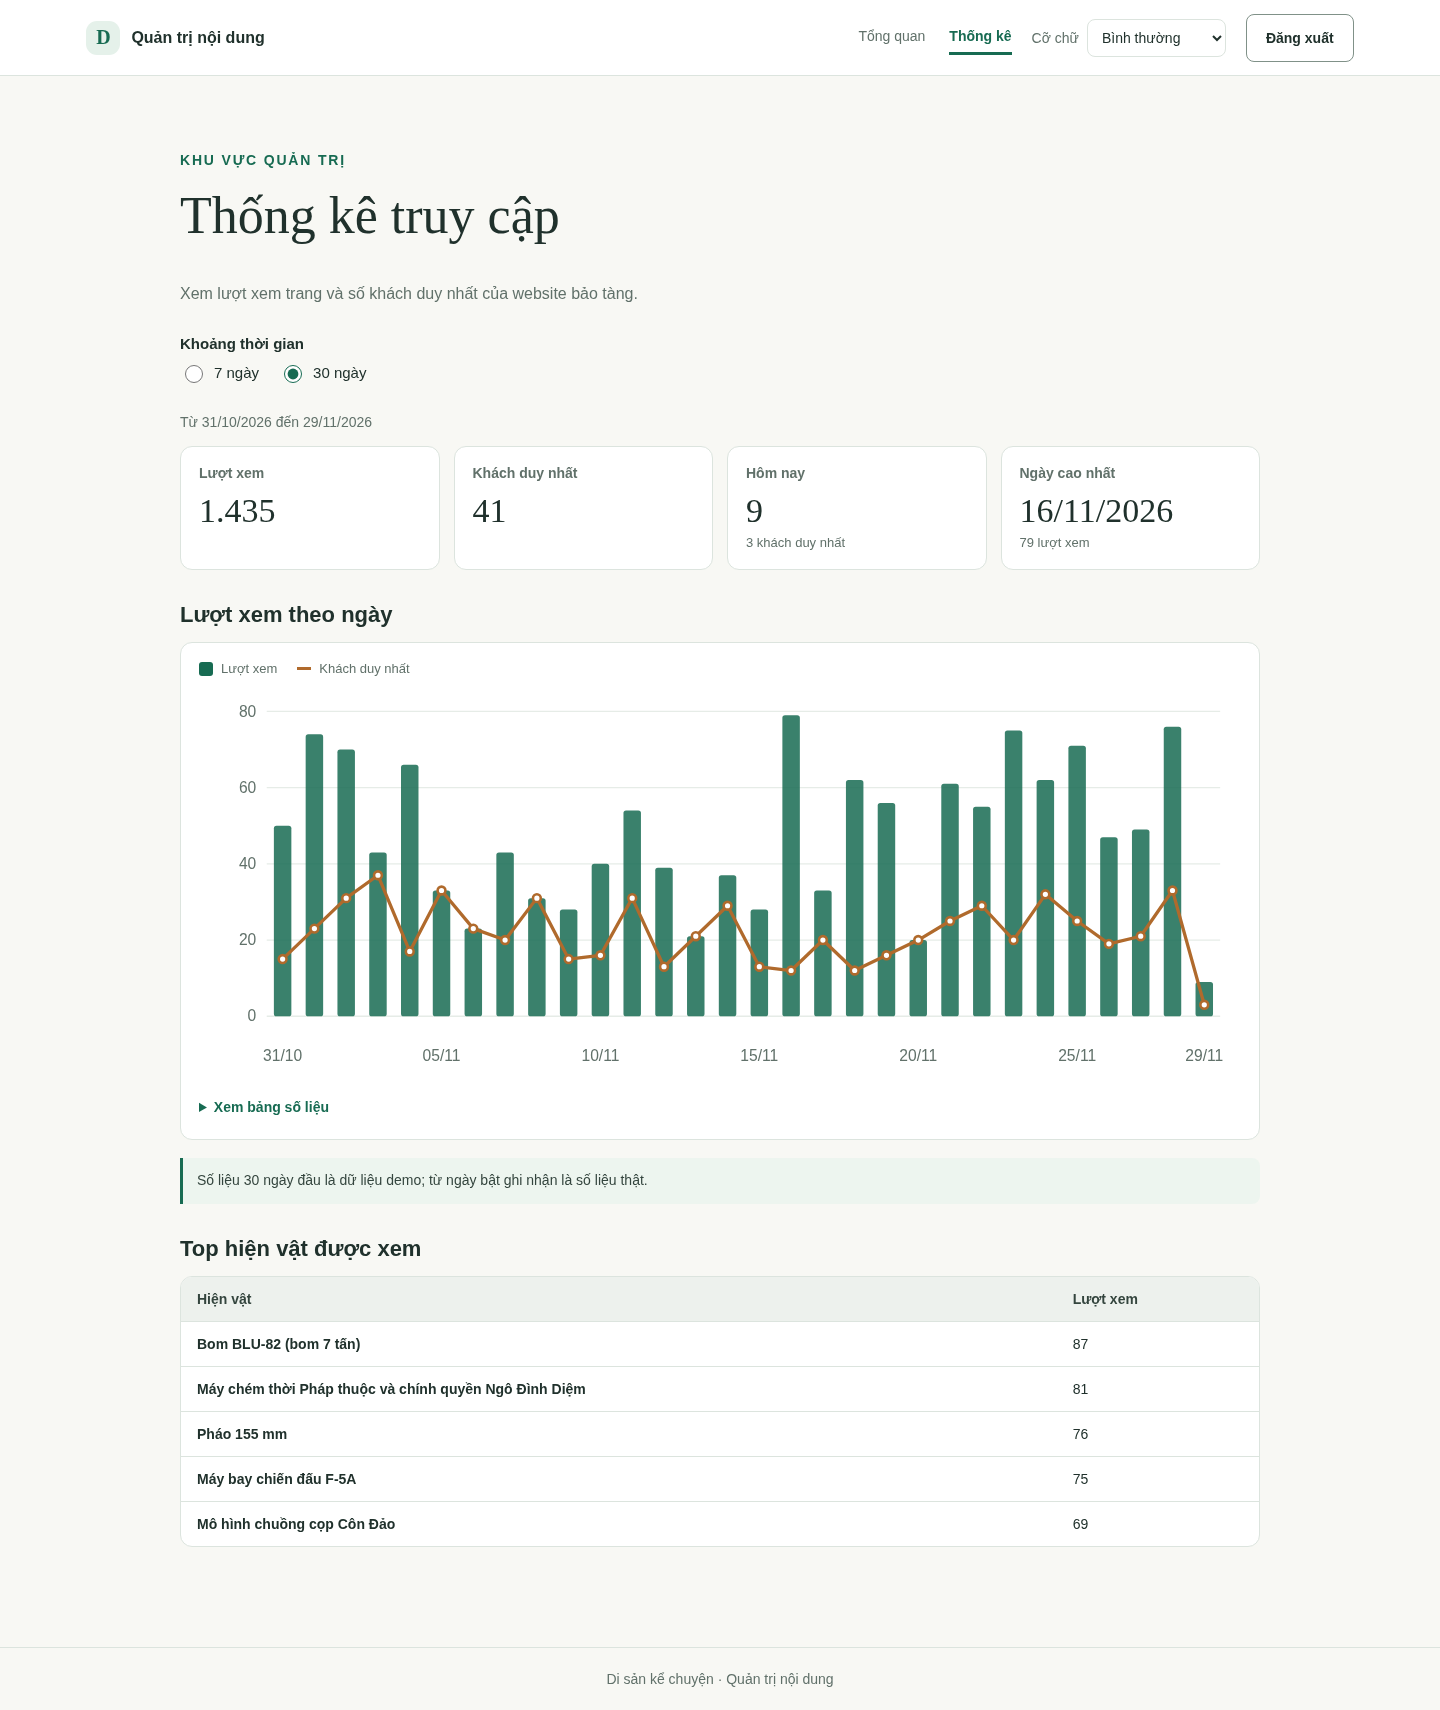 D Quản trị nội dung
Tổng quan Thống kê Cỡ chữ Bình thường Đăng xuất
KHU VỰC QUẢN TRỊ
Thống kê truy cập
Xem lượt xem trang và số khách duy nhất của website bảo tàng.
Khoảng thời gian
7 ngày 30 ngày
Từ 31/10/2026 đến 29/11/2026
Lượt xem
1.435
Khách duy nhất
41
Hôm nay
9
3 khách duy nhất
Ngày cao nhất
16/11/2026
79 lượt xem
Lượt xem theo ngày
Lượt xem Khách duy nhất
80
60
40
20
0
31/10 05/11 10/11 15/11 20/11 25/11 29/11
Xem bảng số liệu
Số liệu 30 ngày đầu là dữ liệu demo; từ ngày bật ghi nhận là số liệu thật.
Top hiện vật được xem
Hiện vật Lượt xem
Bom BLU-82 (bom 7 tấn) 87
Máy chém thời Pháp thuộc và chính quyền Ngô Đình Diệm 81
Pháo 155 mm 76
Máy bay chiến đấu F-5A 75
Mô hình chuồng cọp Côn Đảo 69
Di sản kể chuyện · Quản trị nội dung